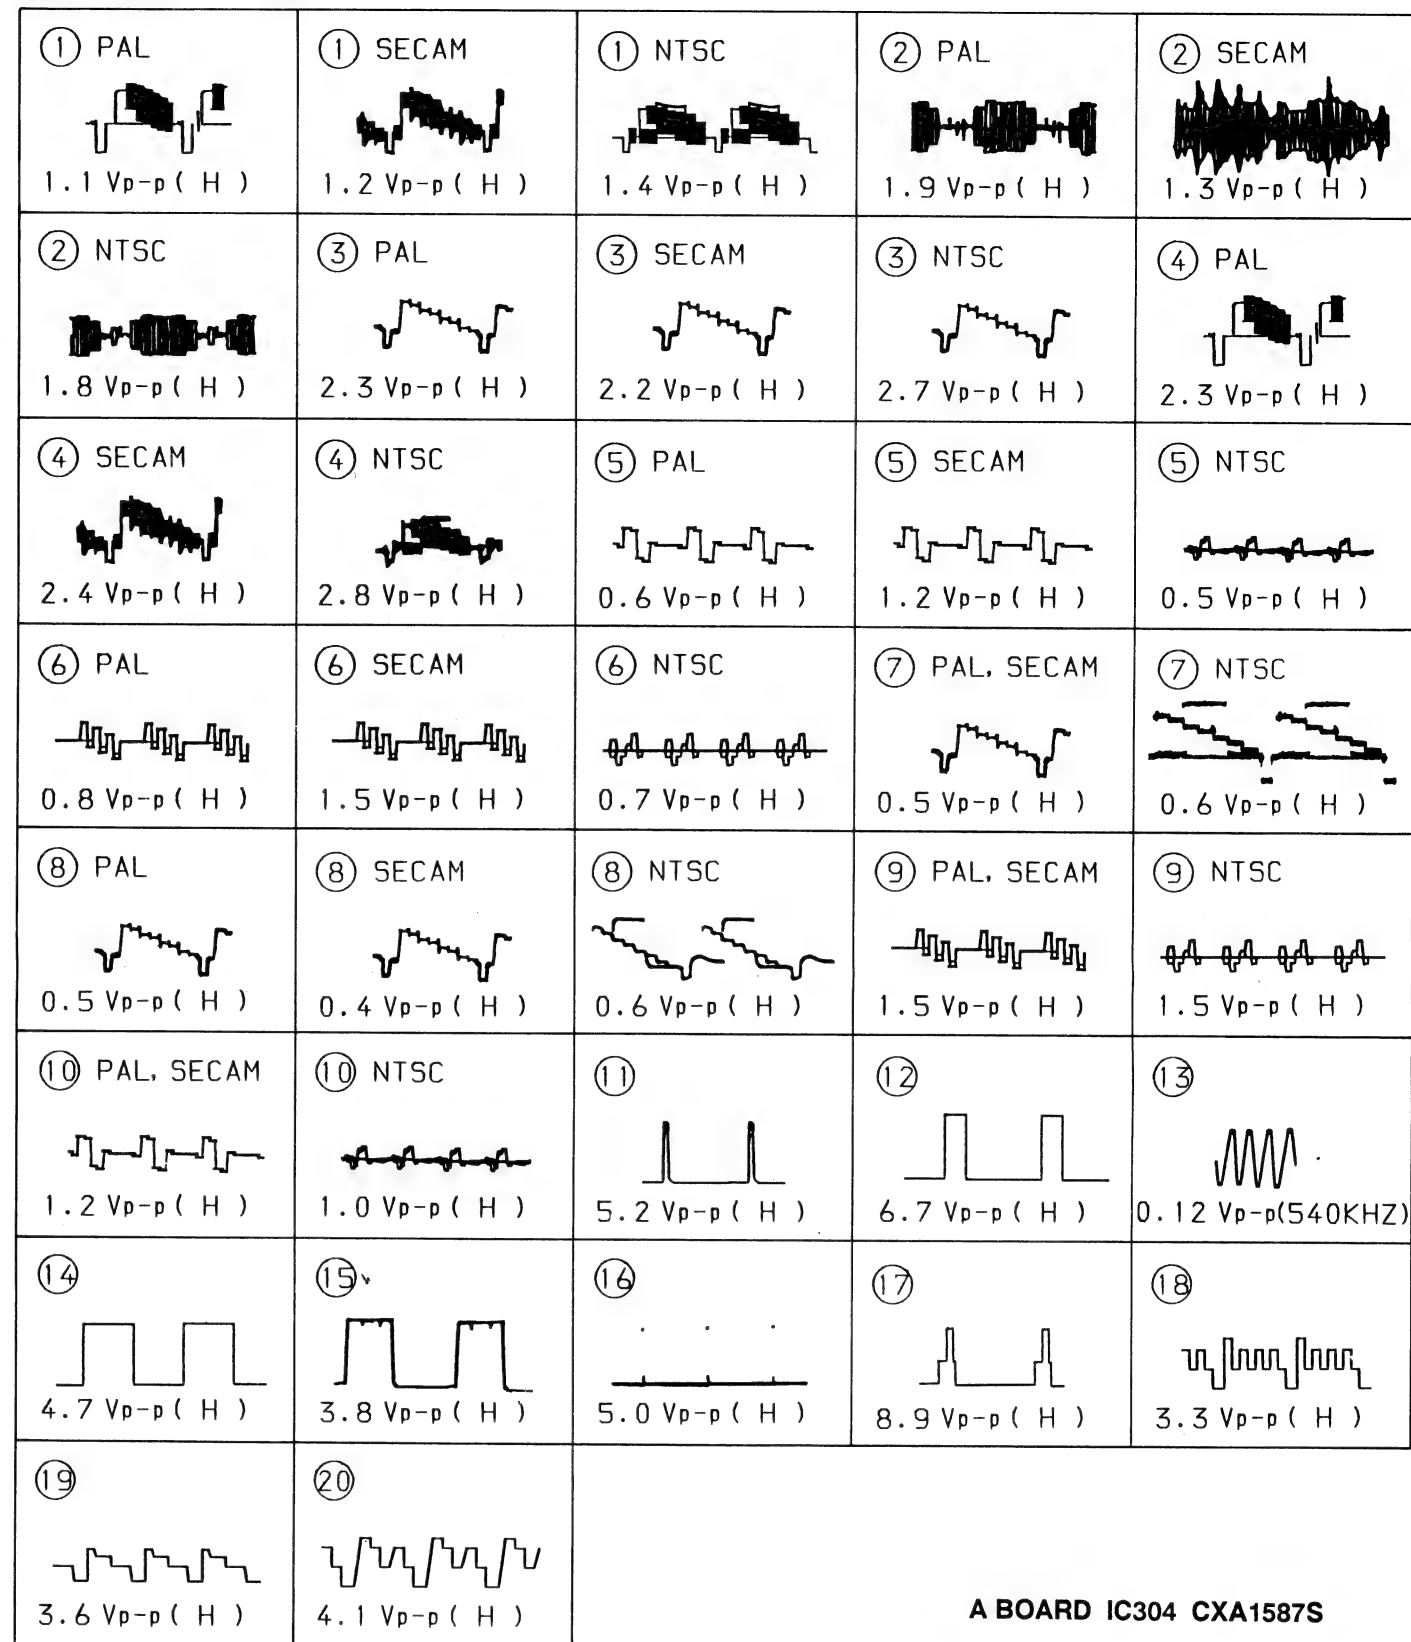 ① PAL
1.1 Vp-p ( H )
① SECAM
1.2 Vp-p ( H )
① NTSC
1.4 Vp-p ( H )
② PAL
1.9 Vp-p ( H )
② SECAM
1.3 Vp-p ( H )
② NTSC
1.8 Vp-p ( H )
③ PAL
2.3 Vp-p ( H )
③ SECAM
2.2 Vp-p ( H )
③ NTSC
2.7 Vp-p ( H )
④ PAL
2.3 Vp-p ( H )
④ SECAM
2.4 Vp-p ( H )
④ NTSC
2.8 Vp-p ( H )
⑤ PAL
0.6 Vp-p ( H )
⑤ SECAM
1.2 Vp-p ( H )
⑤ NTSC
0.5 Vp-p ( H )
⑥ PAL
0.8 Vp-p ( H )
⑥ SECAM
1.5 Vp-p ( H )
⑥ NTSC
0.7 Vp-p ( H )
⑦ PAL, SECAM
0.5 Vp-p ( H )
⑦ NTSC
0.6 Vp-p ( H )
⑧ PAL
0.5 Vp-p ( H )
⑧ SECAM
0.4 Vp-p ( H )
⑧ NTSC
0.6 Vp-p ( H )
⑨ PAL, SECAM
1.5 Vp-p ( H )
⑨ NTSC
1.5 Vp-p ( H )
⑩ PAL, SECAM
1.2 Vp-p ( H )
⑩ NTSC
1.0 Vp-p ( H )
⑪
5.2 Vp-p ( H )
⑫
6.7 Vp-p ( H )
⑬
0.12 Vp-p(540KHZ)
⑭
4.7 Vp-p ( H )
⑮
3.8 Vp-p ( H )
⑯
5.0 Vp-p ( H )
⑰
8.9 Vp-p ( H )
⑱
3.3 Vp-p ( H )
⑲
3.6 Vp-p ( H )
⑳
4.1 Vp-p ( H )
A BOARD IC304 CXA1587S